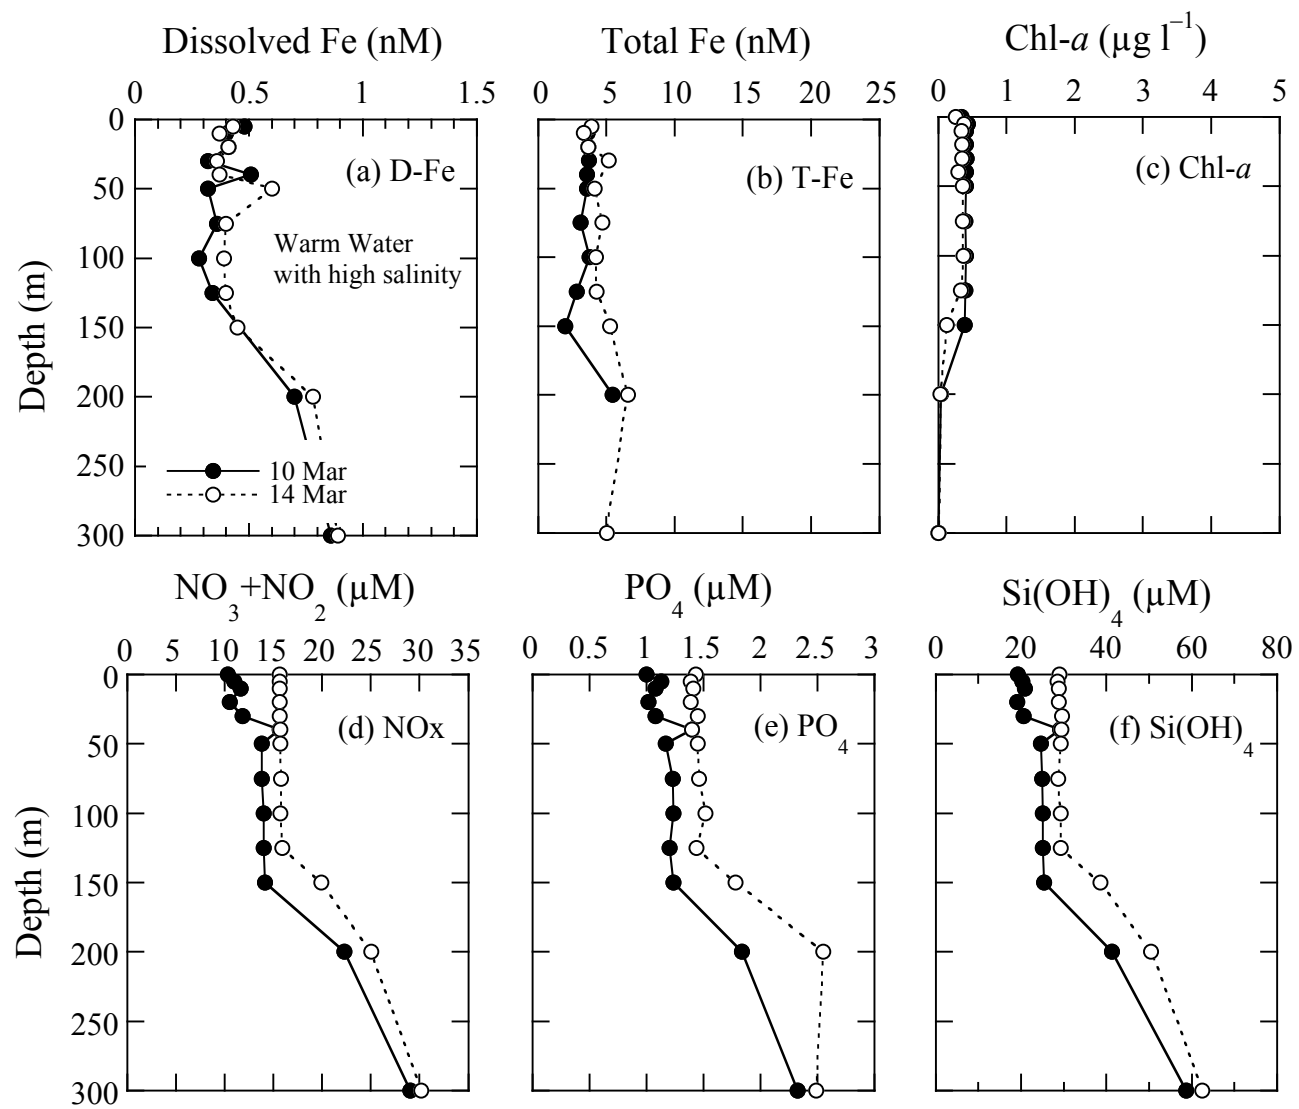 Dissolved Fe (nM)
Total Fe (nM)
Chl-a (µg l⁻¹)
0 0.5 1 1.5
0 5 10 15 20 25
0 1 2 3 4 5
0
50
100
150
200
250
300
Depth (m)
(a) D-Fe
Warm Water
with high salinity
10 Mar
14 Mar
(b) T-Fe
(c) Chl-a
NO₃+NO₂ (µM)
PO₄ (µM)
Si(OH)₄ (µM)
0 5 10 15 20 25 30 35
0 0.5 1 1.5 2 2.5 3
0 20 40 60 80
0
50
100
150
200
250
300
Depth (m)
(d) NOx
(e) PO₄
(f) Si(OH)₄